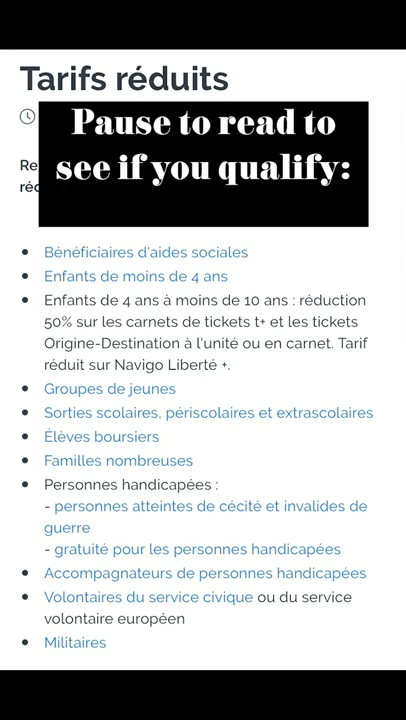 Tarifs réduits
Pause to read to
see if you qualify:
Re
réd
Bénéficiaires d'aides sociales
Enfants de moins de 4 ans
Enfants de 4 ans à moins de 10 ans : réduction
50% sur les carnets de tickets t+ et les tickets
Origine-Destination à l'unité ou en carnet. Tarif
réduit sur Navigo Liberté +.
Groupes de jeunes
Sorties scolaires, périscolaires et extrascolaires
Élèves boursiers
Familles nombreuses
Personnes handicapées :
- personnes atteintes de cécité et invalides de
guerre
- gratuité pour les personnes handicapées
Accompagnateurs de personnes handicapées
Volontaires du service civique ou du service
volontaire européen
Militaires